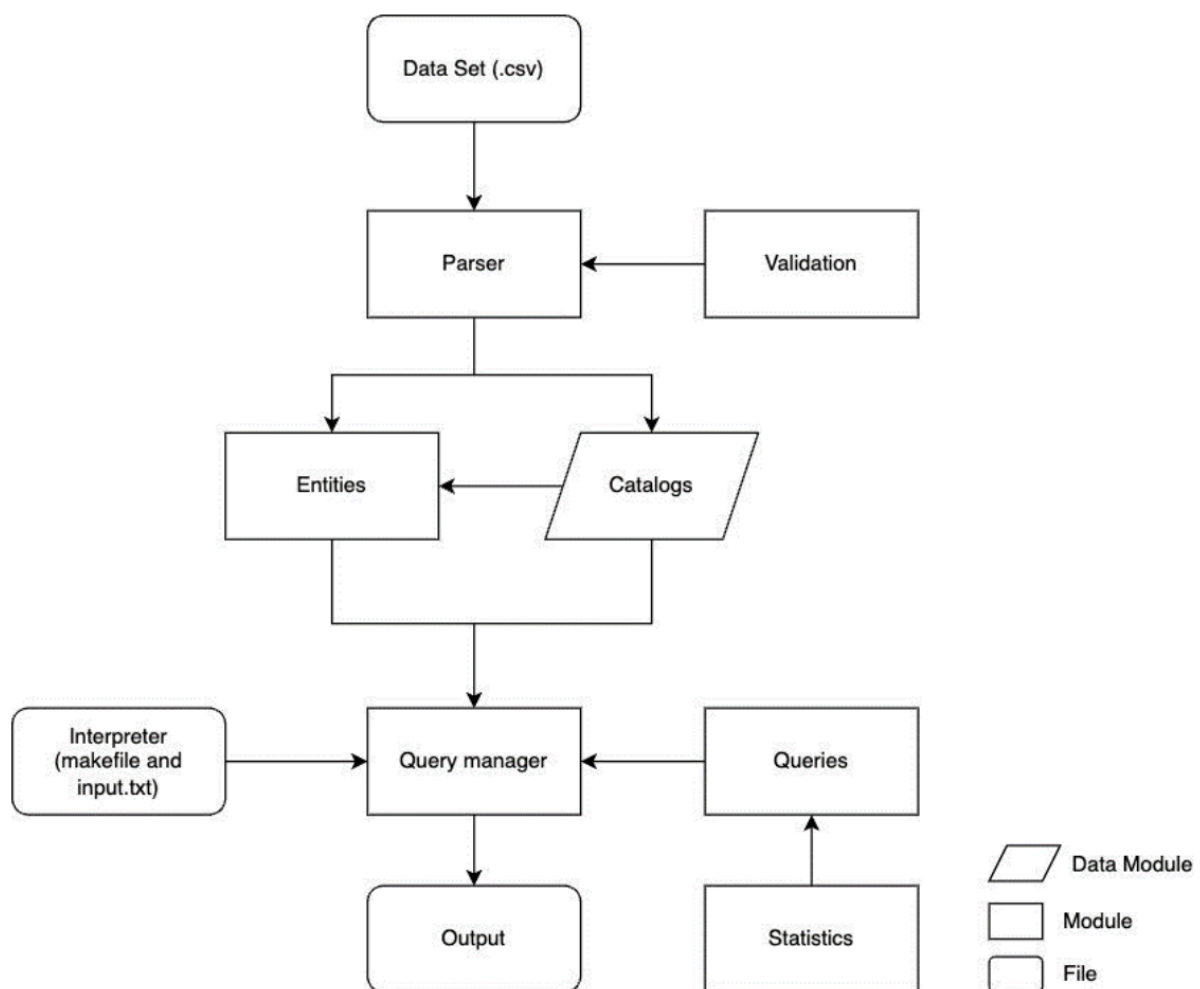 Data Set (.csv)
Parser
Validation
Entities
Catalogs
Interpreter
(makefile and
input.txt)
Query manager
Queries
Output
Statistics
Data Module
Module
File